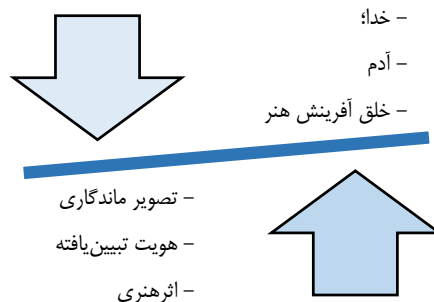 – خدا؛
– آدم
– خلق آفرینش هنر
– تصویر ماندگاری
– هویت تبیین‌یافته
– اثرهنری